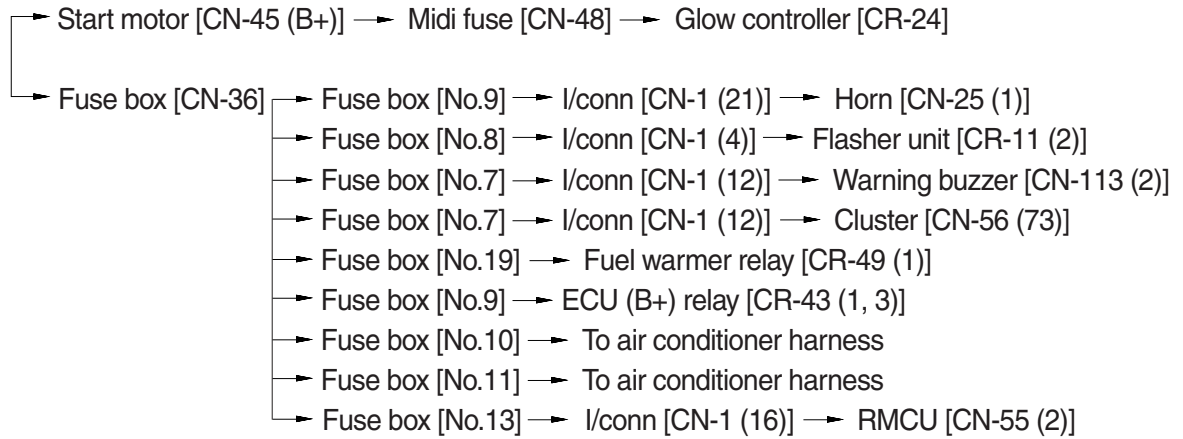 Start motor [CN-45 (B+)] → Midi fuse [CN-48] → Glow controller [CR-24]
Fuse box [CN-36] → Fuse box [No.9] → I/conn [CN-1 (21)] → Horn [CN-25 (1)]
Fuse box [No.8] → I/conn [CN-1 (4)] → Flasher unit [CR-11 (2)]
Fuse box [No.7] → I/conn [CN-1 (12)] → Warning buzzer [CN-113 (2)]
Fuse box [No.7] → I/conn [CN-1 (12)] → Cluster [CN-56 (73)]
Fuse box [No.19] → Fuel warmer relay [CR-49 (1)]
Fuse box [No.9] → ECU (B+) relay [CR-43 (1, 3)]
Fuse box [No.10] → To air conditioner harness
Fuse box [No.11] → To air conditioner harness
Fuse box [No.13] → I/conn [CN-1 (16)] → RMCU [CN-55 (2)]